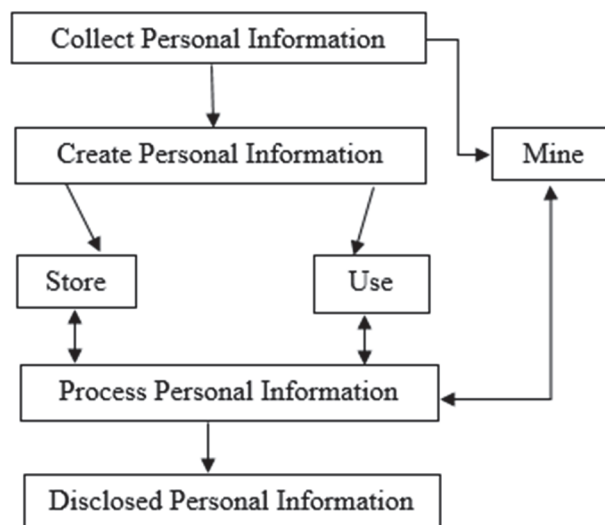 Collect Personal Information
Create Personal Information
Mine
Store
Use
Process Personal Information
Disclosed Personal Information